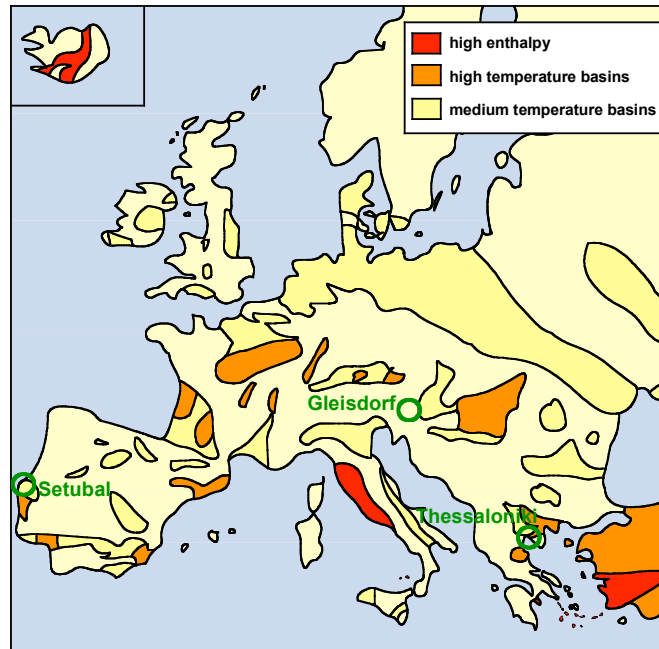 high enthalpy
high temperature basins
medium temperature basins
Gleisdorf
Setubal
Thessaloniki